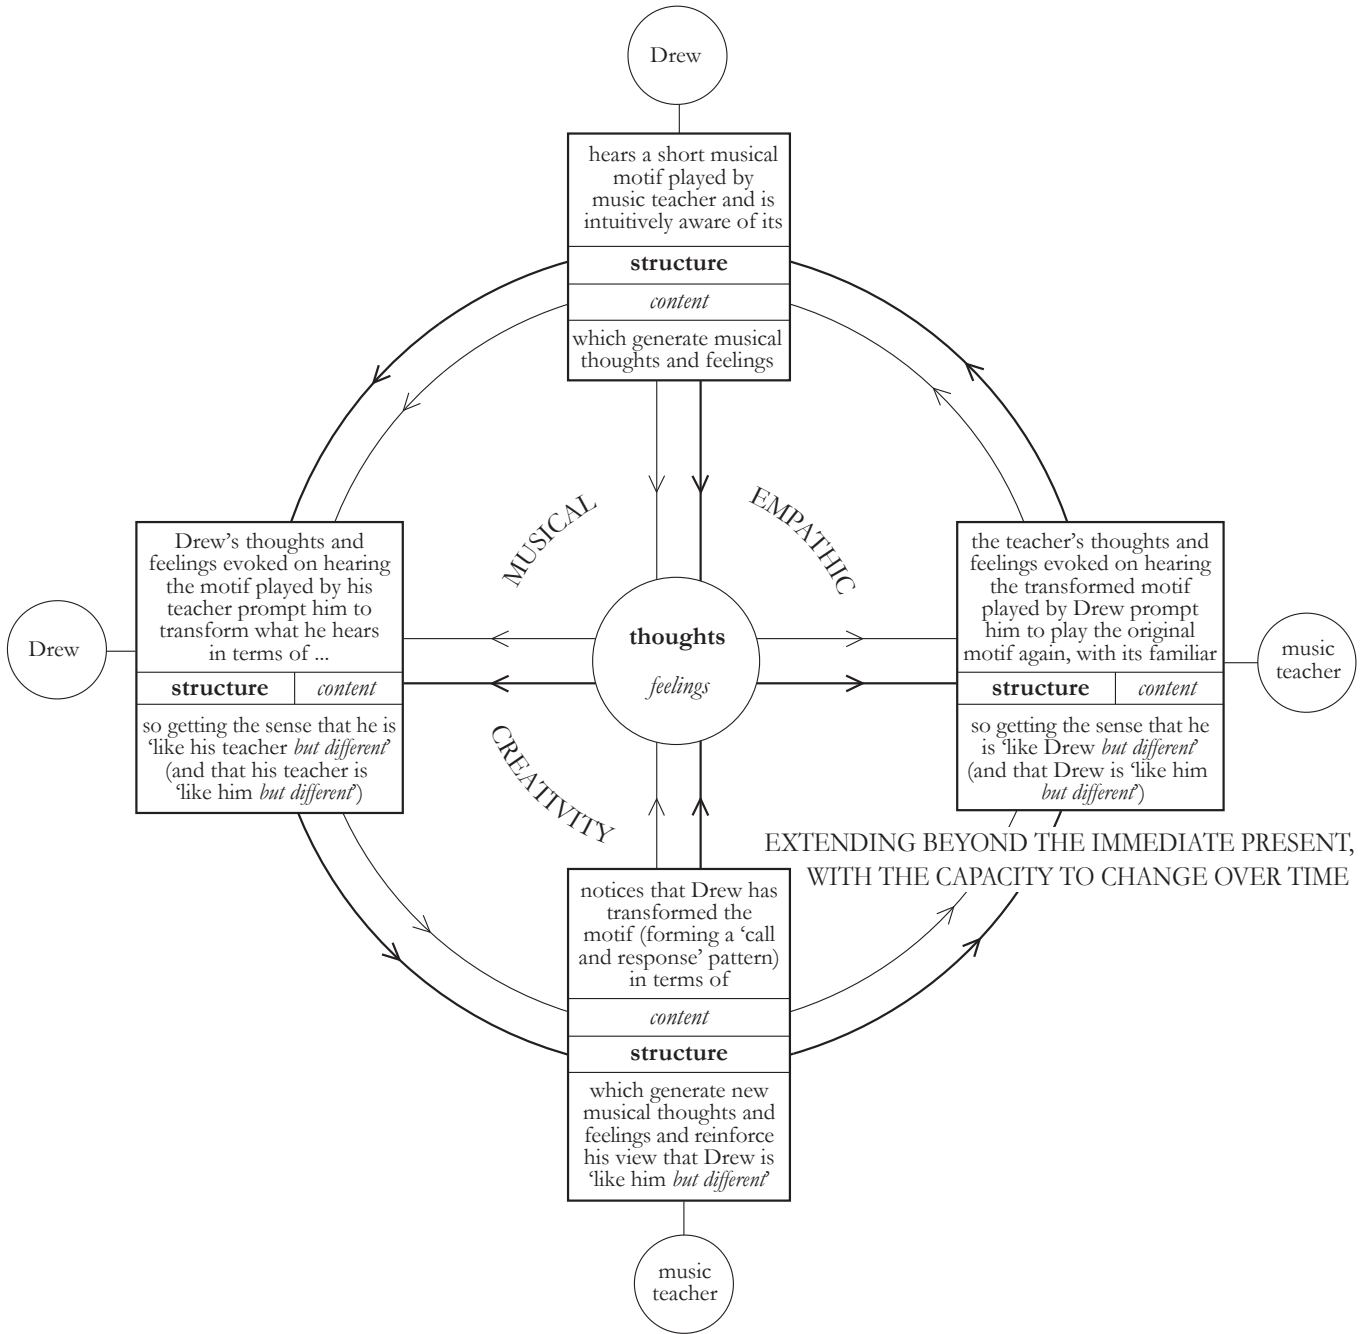 Drew
hears a short musical
motif played by
music teacher and is
intuitively aware of its
structure
content
which generate musical
thoughts and feelings
MUSICAL
EMPATHIC
CREATIVITY
Drew’s thoughts and
feelings evoked on hearing
the motif played by his
teacher prompt him to
transform what he hears
in terms of ...
structure
content
so getting the sense that he is
‘like his teacher but different’
(and that his teacher is
‘like him but different’)
Drew
thoughts
feelings
the teacher’s thoughts and
feelings evoked on hearing
the transformed motif
played by Drew prompt
him to play the original
motif again, with its familiar
structure
content
so getting the sense that he
is ‘like Drew but different’
(and that Drew is ‘like him
but different’)
music
teacher
EXTENDING BEYOND THE IMMEDIATE PRESENT,
WITH THE CAPACITY TO CHANGE OVER TIME
notices that Drew has
transformed the
motif (forming a ‘call
and response’ pattern)
in terms of
content
structure
which generate new
musical thoughts and
feelings and reinforce
his view that Drew is
‘like him but different’
music
teacher